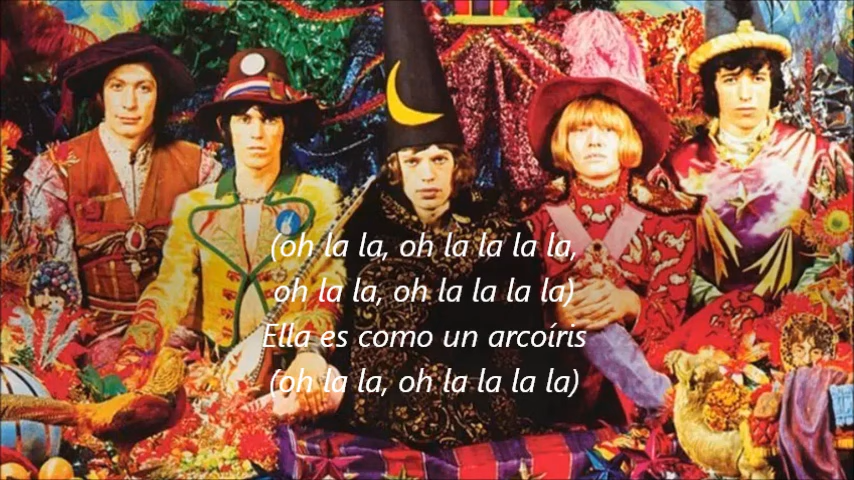 (oh la la, oh la la la la,
oh la la, oh la la la la)
Ella es como un arcoíris
(oh la la, oh la la la la)